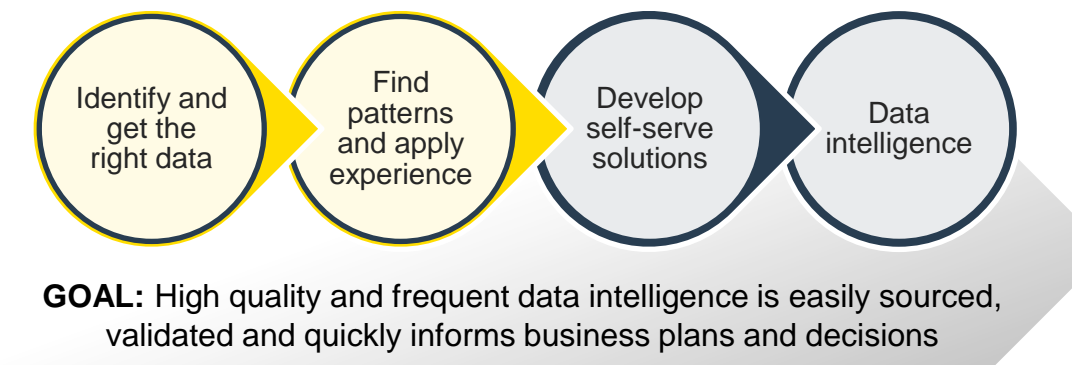 Identify and
get the
right data
Find
patterns
and apply
experience
Develop
self-serve
solutions
Data
intelligence
GOAL: High quality and frequent data intelligence is easily sourced,
validated and quickly informs business plans and decisions